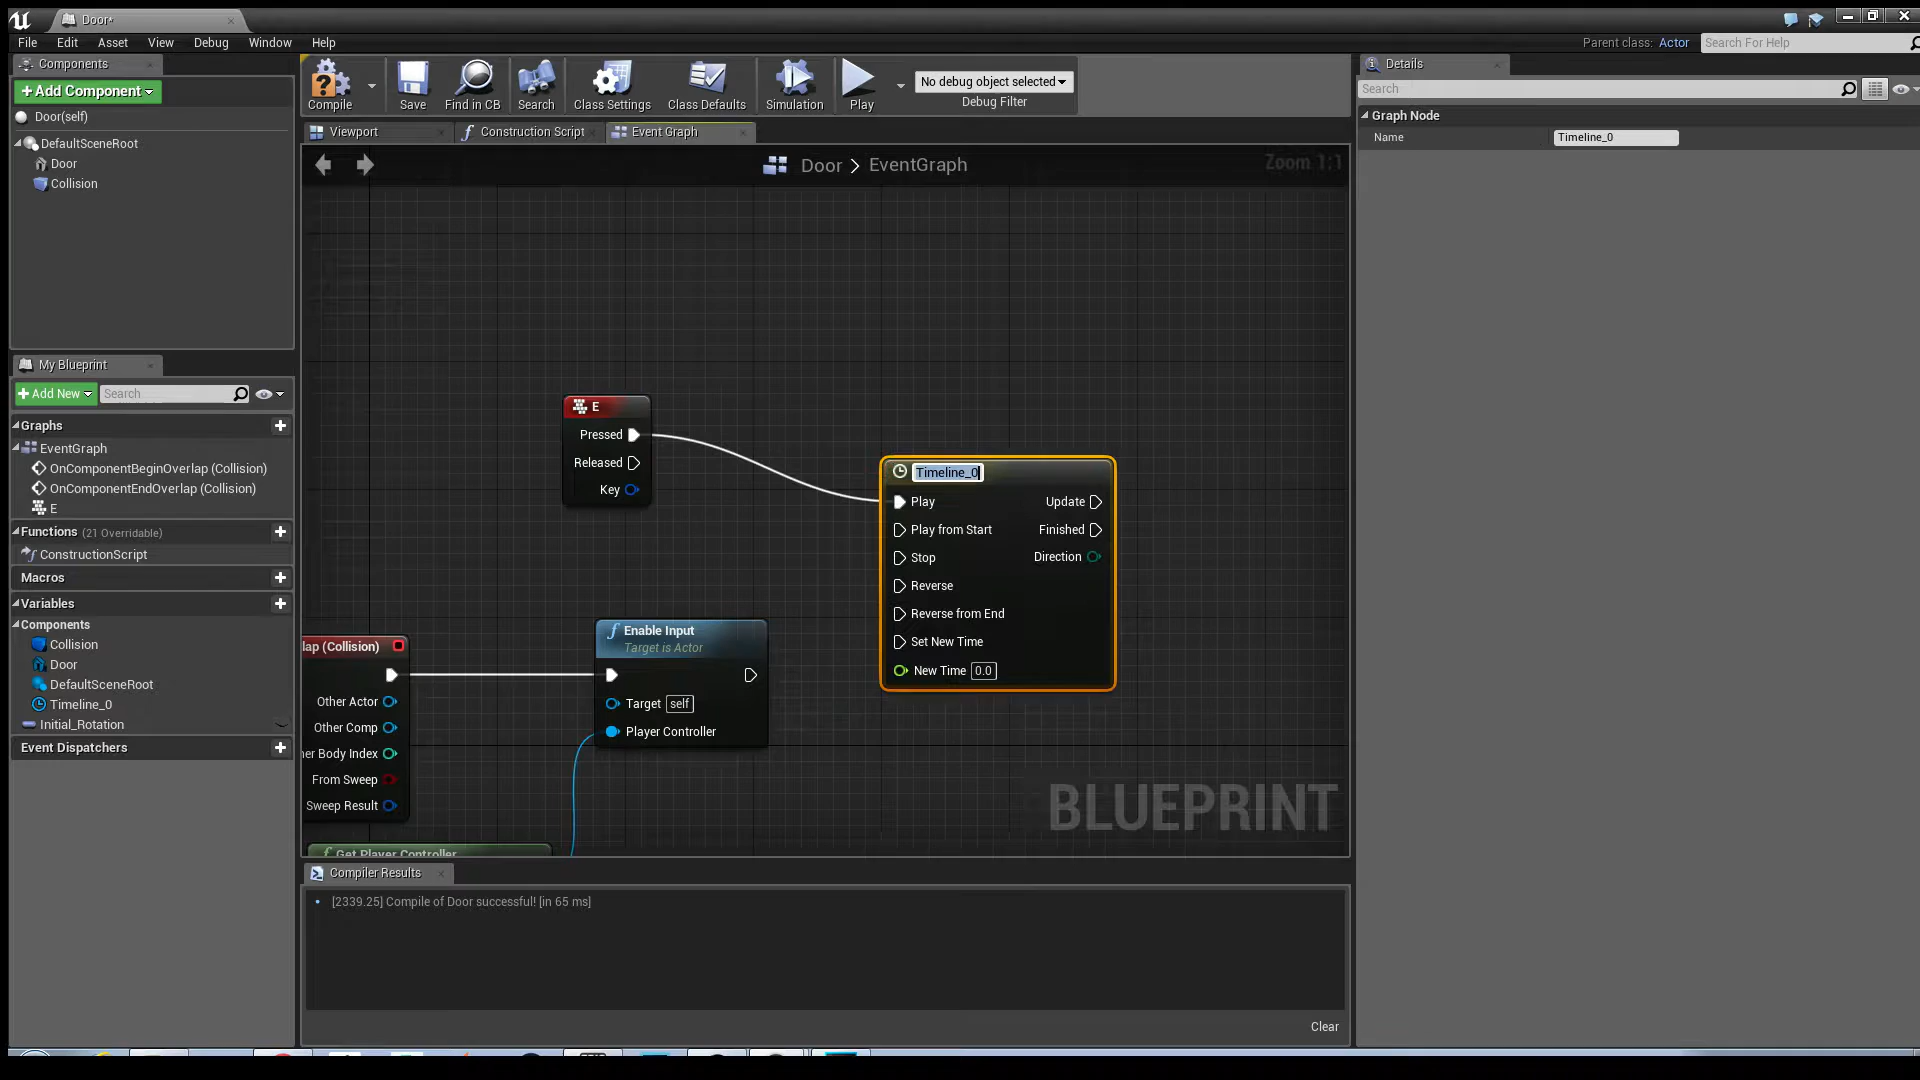 Door*
File Edit Asset View Debug Window Help
Parent class: Actor
Search For Help
Components
+Add Component
Door(self)
DefaultSceneRoot
Door
Collision
Compile
Save
Find in CB
Search
Class Settings
Class Defaults
Simulation
Play
No debug object selected
Debug Filter
Viewport
Construction Script
Event Graph
Door > EventGraph
Zoom 1:1
Details
Search
Graph Node
Name
Timeline_0
My Blueprint
+Add New
Search
Graphs
EventGraph
OnComponentBeginOverlap (Collision)
OnComponentEndOverlap (Collision)
E
Functions (21 Overridable)
ConstructionScript
Macros
Variables
Components
Collision
Door
DefaultSceneRoot
Timeline_0
Initial_Rotation
Event Dispatchers
E
Pressed
Released
Key
Timeline_0
Play
Update
Play from Start
Finished
Stop
Direction
Reverse
Reverse from End
Set New Time
New Time 0.0
lap (Collision)
Other Actor
Other Comp
her Body Index
From Sweep
Sweep Result
Enable Input
Target is Actor
Target self
Player Controller
Get Player Controller
BLUEPRINT
Compiler Results
[2339.25] Compile of Door successful! [in 65 ms]
Clear